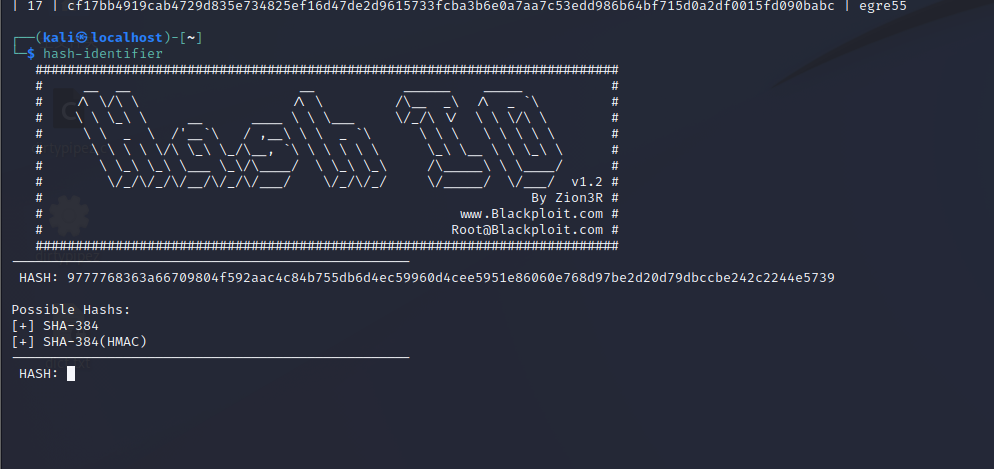 | 17 | cf17bb4919cab4729d835e734825ef16d47de2d9615733fcba3b6e0a7aa7c53edd986b64bf715d0a2df0015fd090babc | egre55
(kali㉿localhost)-[~]
$ hash-identifier
v1.2
By Zion3R
www.Blackploit.com
Root@Blackploit.com
HASH: 9777768363a66709804f592aac4c84b755db6d4ec59960d4cee5951e86060e768d97be2d20d79dbccbe242c2244e5739
Possible Hashs:
[+] SHA-384
[+] SHA-384(HMAC)
HASH: